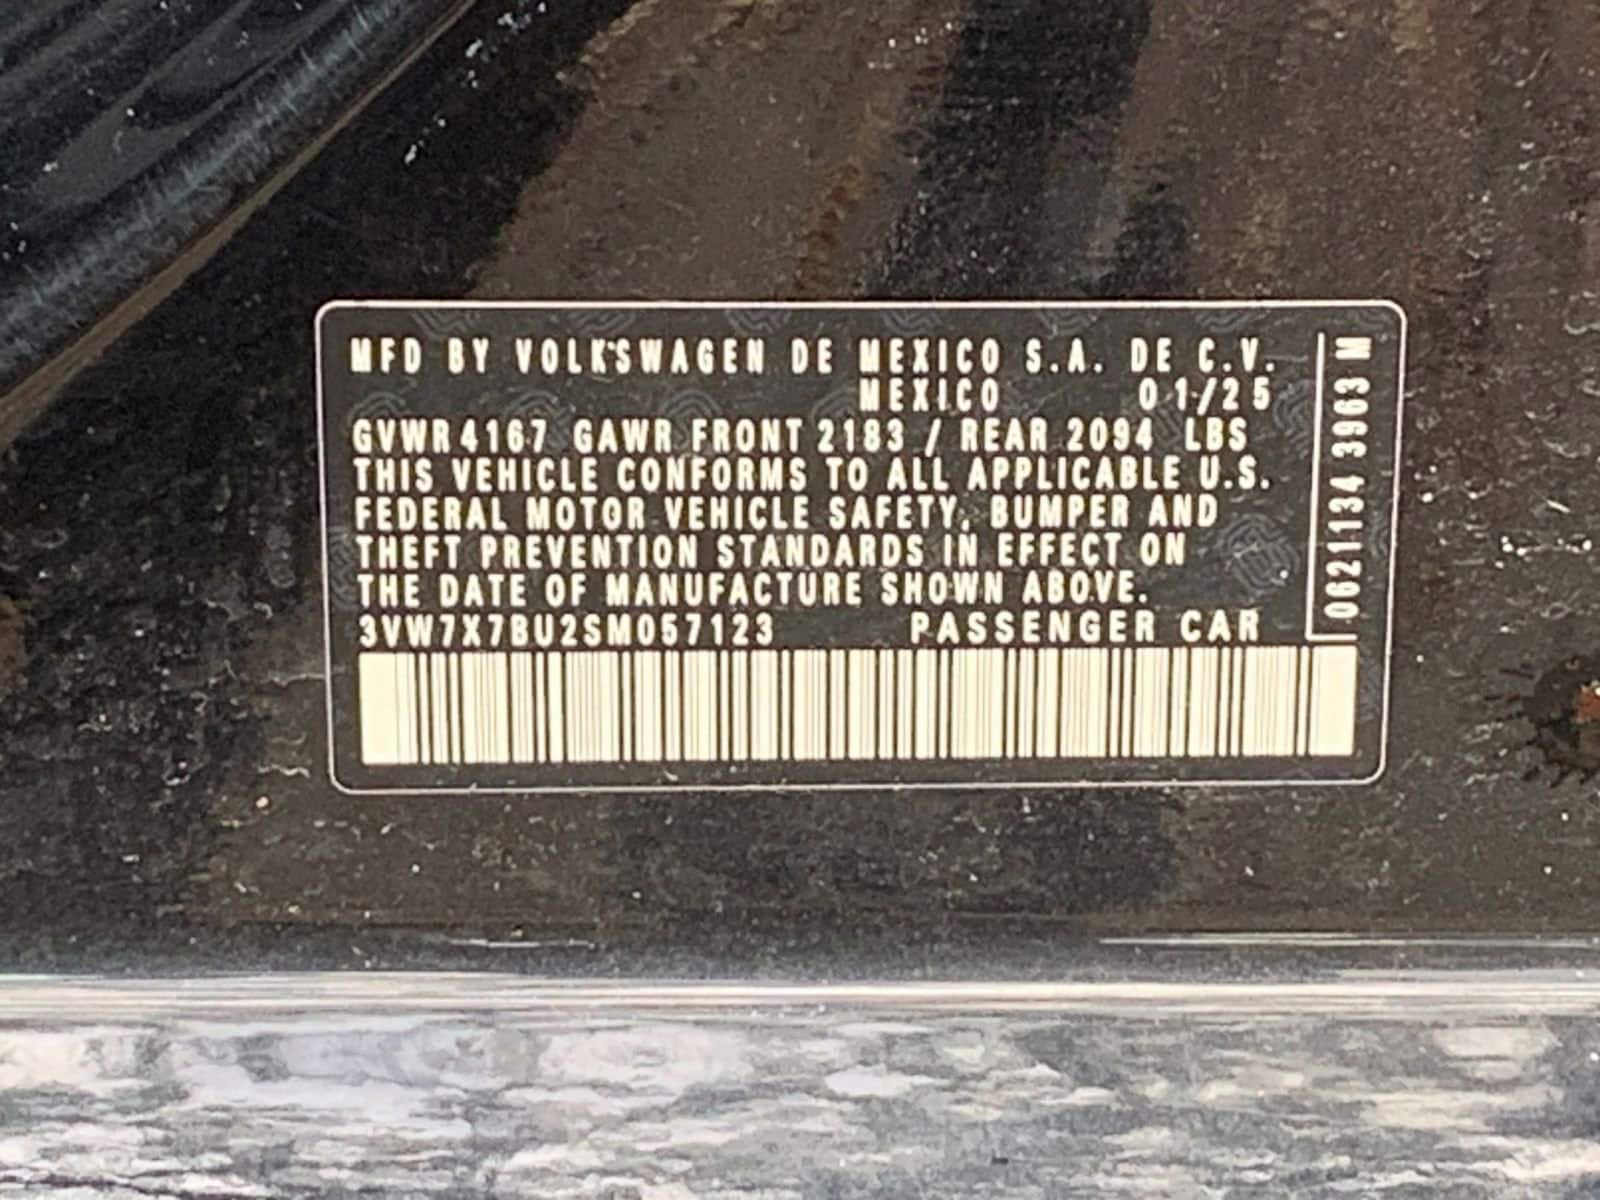 MFD BY VOLKSWAGEN DE MEXICO S.A. DE C.V.
MEXICO 01/25
GVWR 4167 GAWR FRONT 2183 / REAR 2094 LBS
THIS VEHICLE CONFORMS TO ALL APPLICABLE U.S.
FEDERAL MOTOR VEHICLE SAFETY, BUMPER AND
THEFT PREVENTION STANDARDS IN EFFECT ON
THE DATE OF MANUFACTURE SHOWN ABOVE.
3VW7X7BU2SM057123 PASSENGER CAR
0621134 3963 N